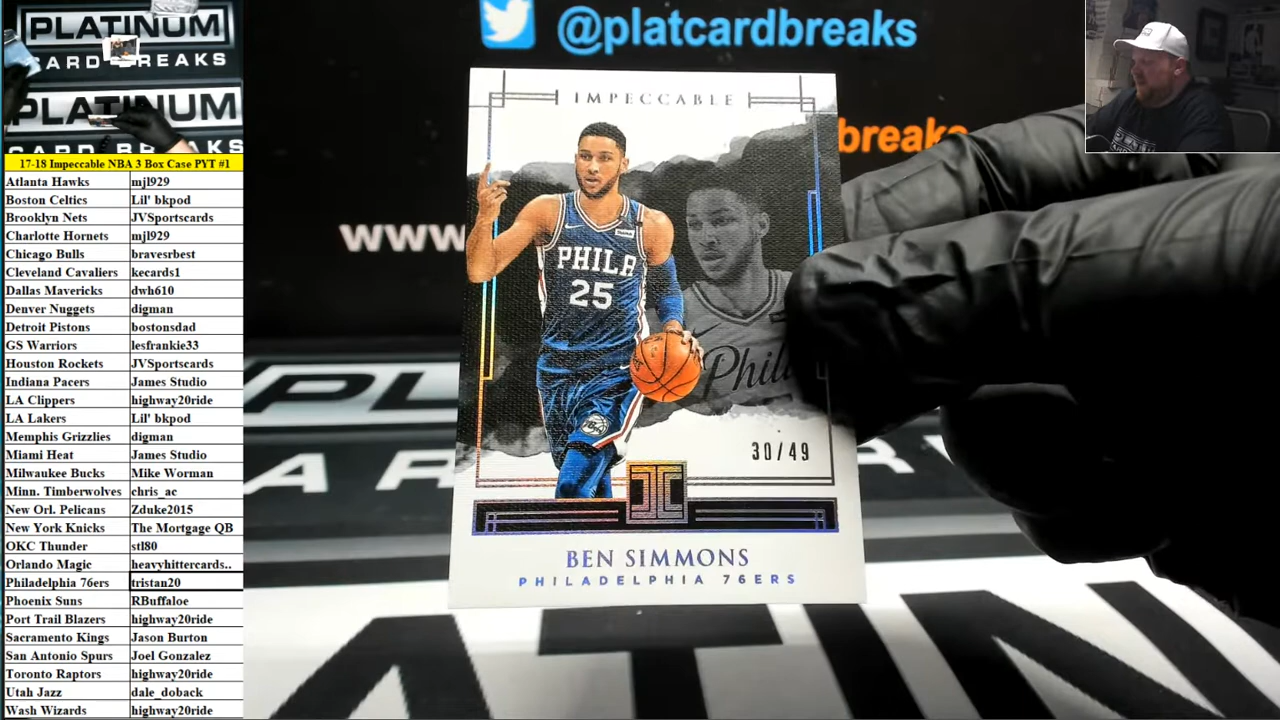 PLATINUM
CARD BREAKS
PLATINUM
CARD BREAKS
17-18 Impeccable NBA 3 Box Case PYT #1
Atlanta Hawks mjl929
Boston Celtics Lil' bkpod
Brooklyn Nets JVSportscards
Charlotte Hornets mjl929
Chicago Bulls bravesrbest
Cleveland Cavaliers kecards1
Dallas Mavericks dwh610
Denver Nuggets digman
Detroit Pistons bostonsdad
GS Warriors lesfrankie33
Houston Rockets JVSportscards
Indiana Pacers James Studio
LA Clippers highway20ride
LA Lakers Lil' bkpod
Memphis Grizzlies digman
Miami Heat James Studio
Milwaukee Bucks Mike Worman
Minn. Timberwolves chris_ac
New Orl. Pelicans Zduke2015
New York Knicks The Mortgage QB
OKC Thunder stl80
Orlando Magic heavyhittercards..
Philadelphia 76ers tristan20
Phoenix Suns RBuffaloe
Port Trail Blazers highway20ride
Sacramento Kings Jason Burton
San Antonio Spurs Joel Gonzalez
Toronto Raptors highway20ride
Utah Jazz dale_doback
Wash Wizards highway20ride
@platcardbreaks
breaks
www
IMPECCABLE
PHILA
25
Phil
30/49
BEN SIMMONS
PHILADELPHIA 76ERS
PL
AR
ATIN